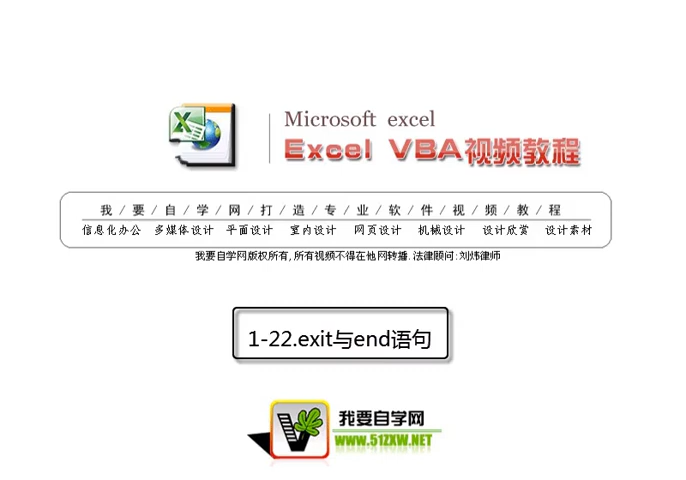 Microsoft excel
Excel VBA视频教程
我/要/自/学/网/打/造/专/业/软/件/视/频/教/程
信息化办公 多媒体设计 平面设计 室内设计 网页设计 机械设计 设计欣赏 设计素材
我要自学网版权所有,所有视频不得在他网转播.法律顾问:刘炜律师
1-22.exit与end语句
我要自学网
WWW.51ZXW.NET